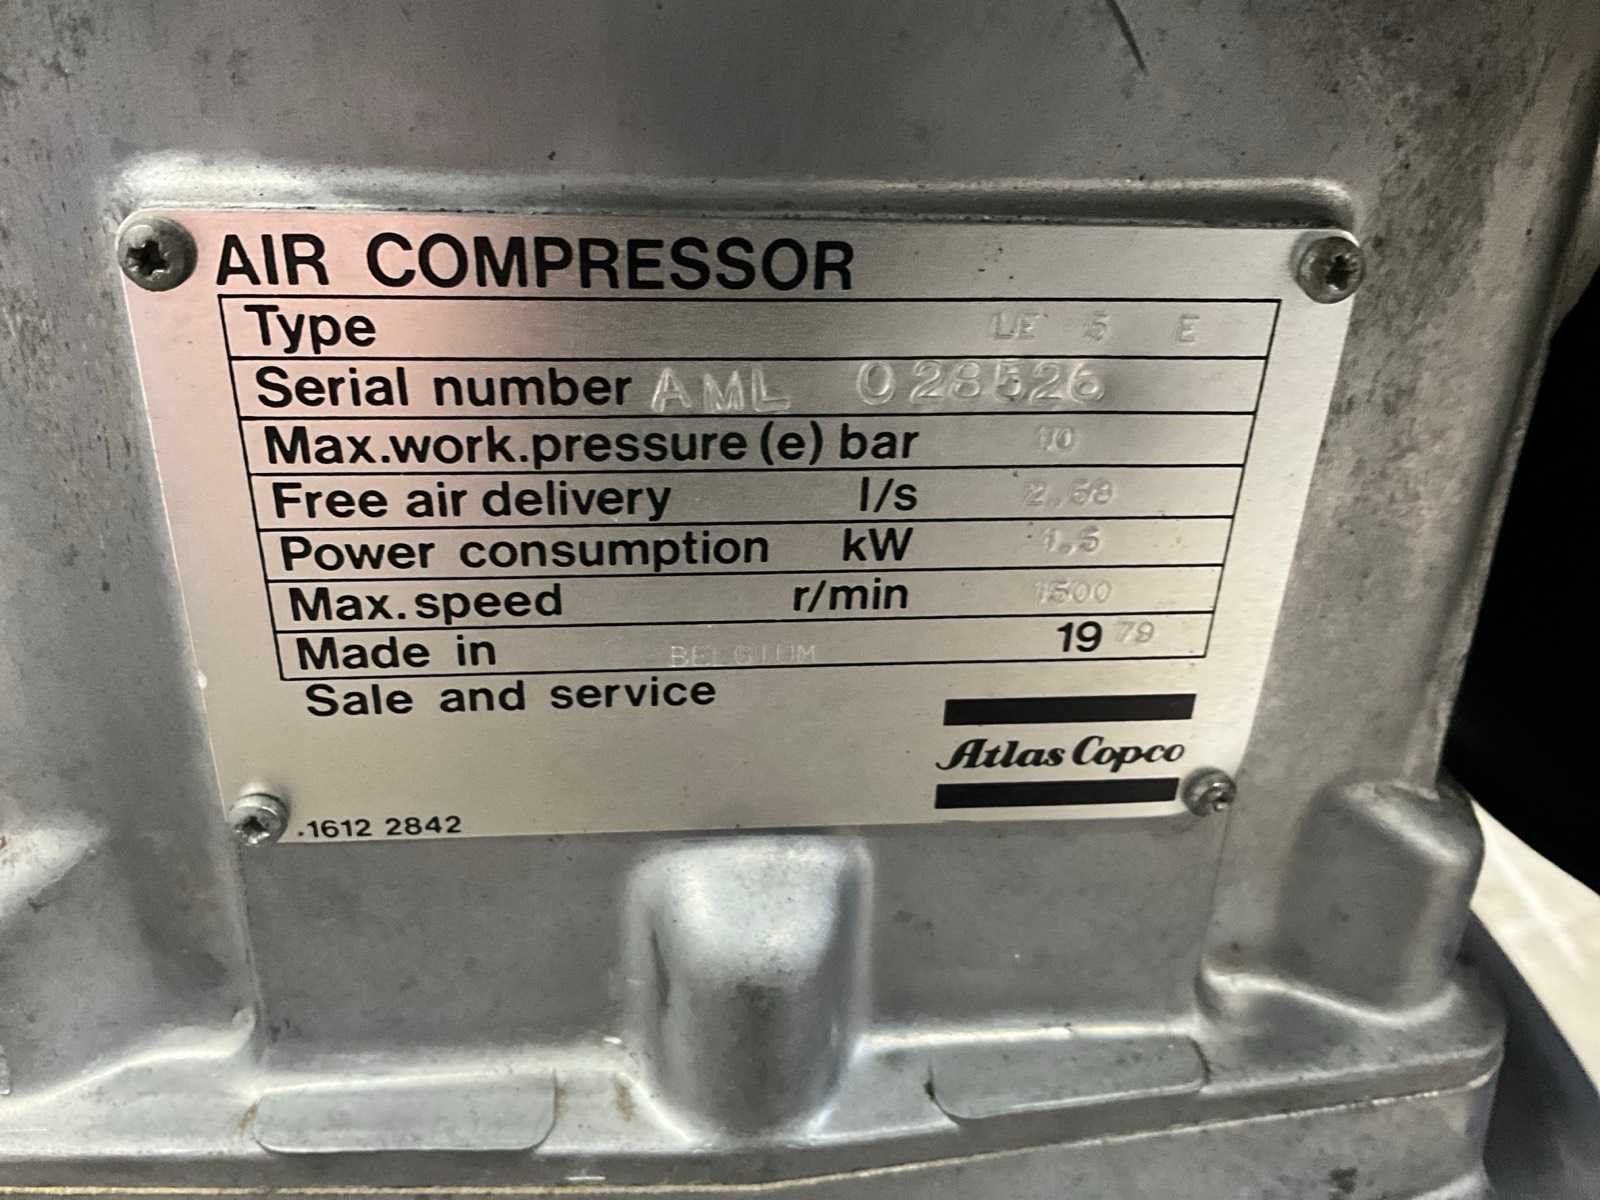 AIR COMPRESSOR
Type LE 5 E
Serial number AML 028526
Max.work.pressure (e) bar 10
Free air delivery l/s 2.58
Power consumption kW 1.5
Max. speed r/min 1500
Made in BELGIUM 1979
Sale and service
Atlas Copco
.1612 2842